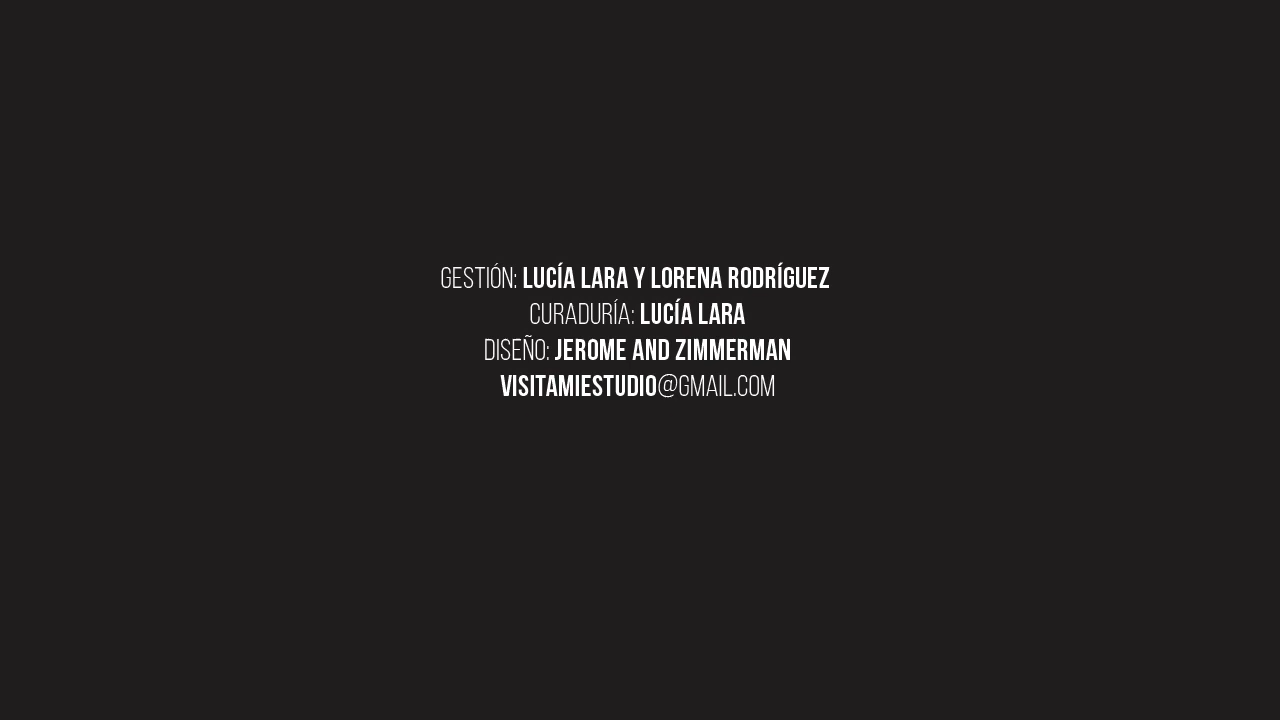 GESTIÓN: LUCÍA LARA Y LORENA RODRÍGUEZ
CURADURÍA: LUCÍA LARA
DISEÑO: JEROME AND ZIMMERMAN
VISITAMIESTUDIO@GMAIL.COM